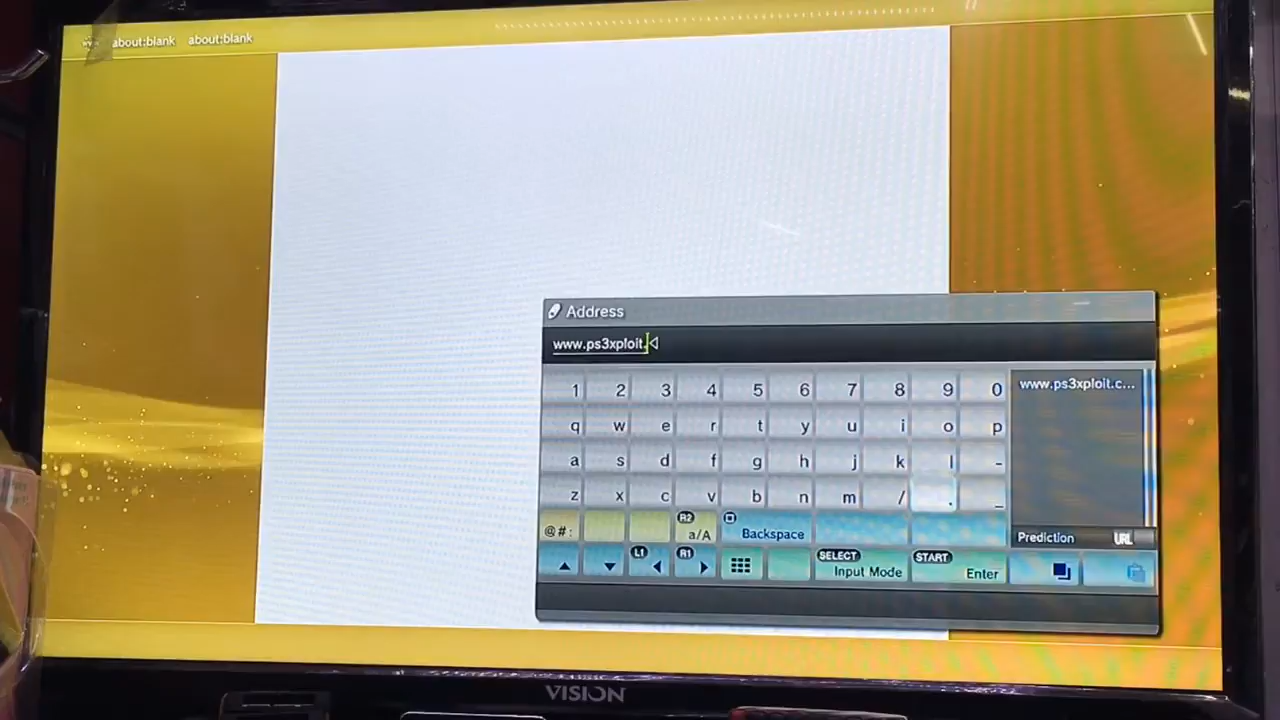 about:blank about:blank
Address
www.ps3xploit.
1 2 3 4 5 6 7 8 9 0
www.ps3xploit.c...
q w e r t y u i o p
a s d f g h j k l -
z x c v b n m / . _
@#: R2 a/A Backspace
Prediction URL
L1 R1 SELECT Input Mode START Enter
VISION